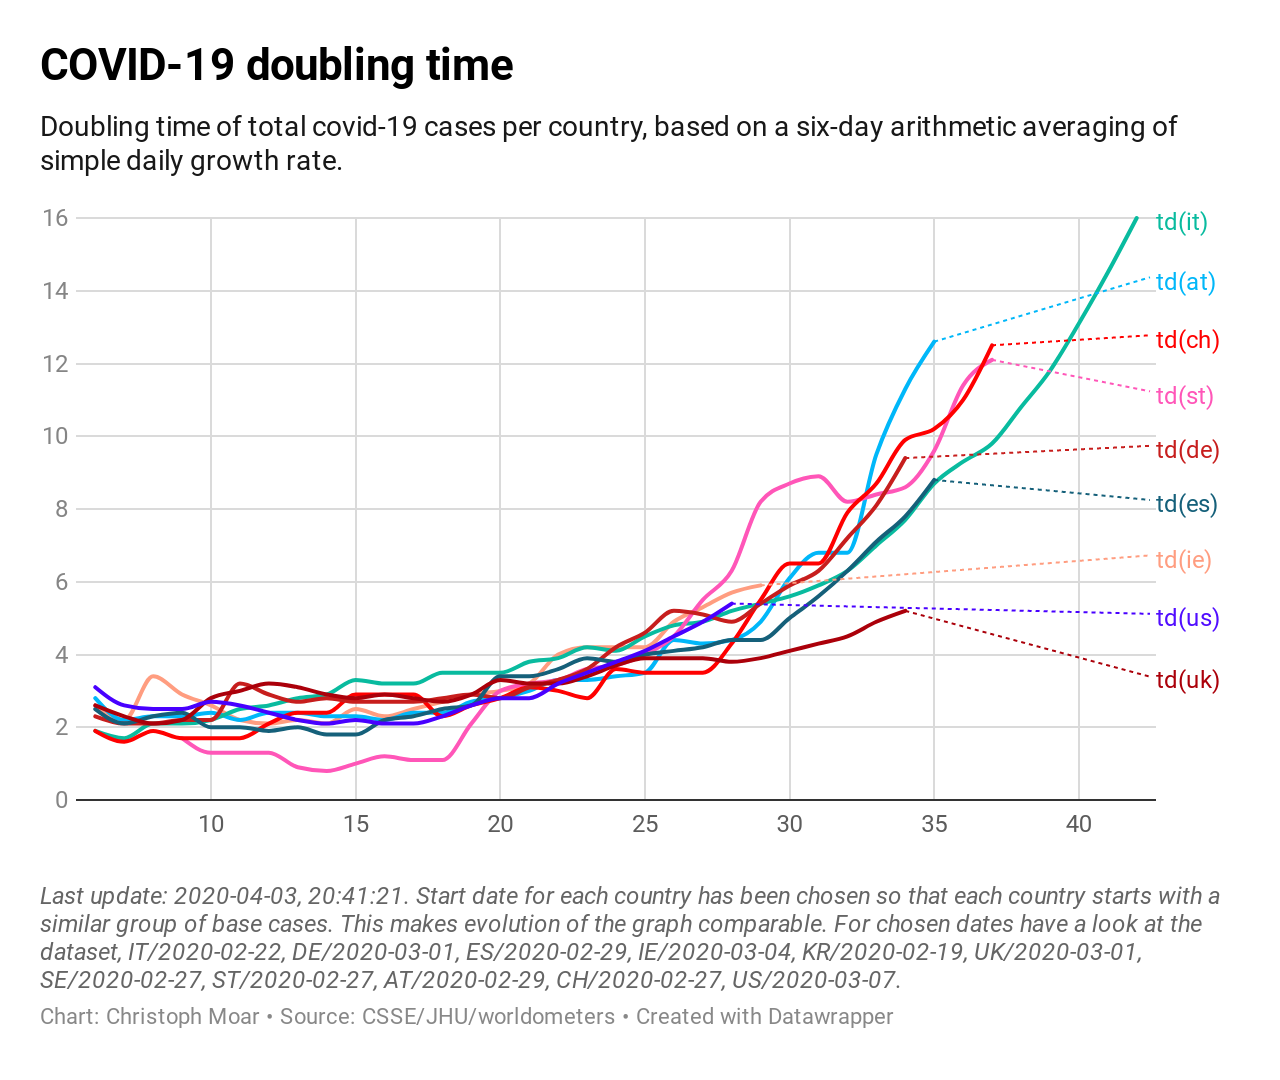 COVID-19 doubling time
Doubling time of total covid-19 cases per country, based on a six-day arithmetic averaging of
simple daily growth rate.
16
td(it)
14
td(at)
12
td(ch)
td(st)
10
td(de)
8
td(es)
6
td(ie)
td(us)
4
td(uk)
2
0
10 15 20 25 30 35 40
Last update: 2020-04-03, 20:41:21. Start date for each country has been chosen so that each country starts with a
similar group of base cases. This makes evolution of the graph comparable. For chosen dates have a look at the
dataset, IT/2020-02-22, DE/2020-03-01, ES/2020-02-29, IE/2020-03-04, KR/2020-02-19, UK/2020-03-01,
SE/2020-02-27, ST/2020-02-27, AT/2020-02-29, CH/2020-02-27, US/2020-03-07.
Chart: Christoph Moar • Source: CSSE/JHU/worldometers • Created with Datawrapper